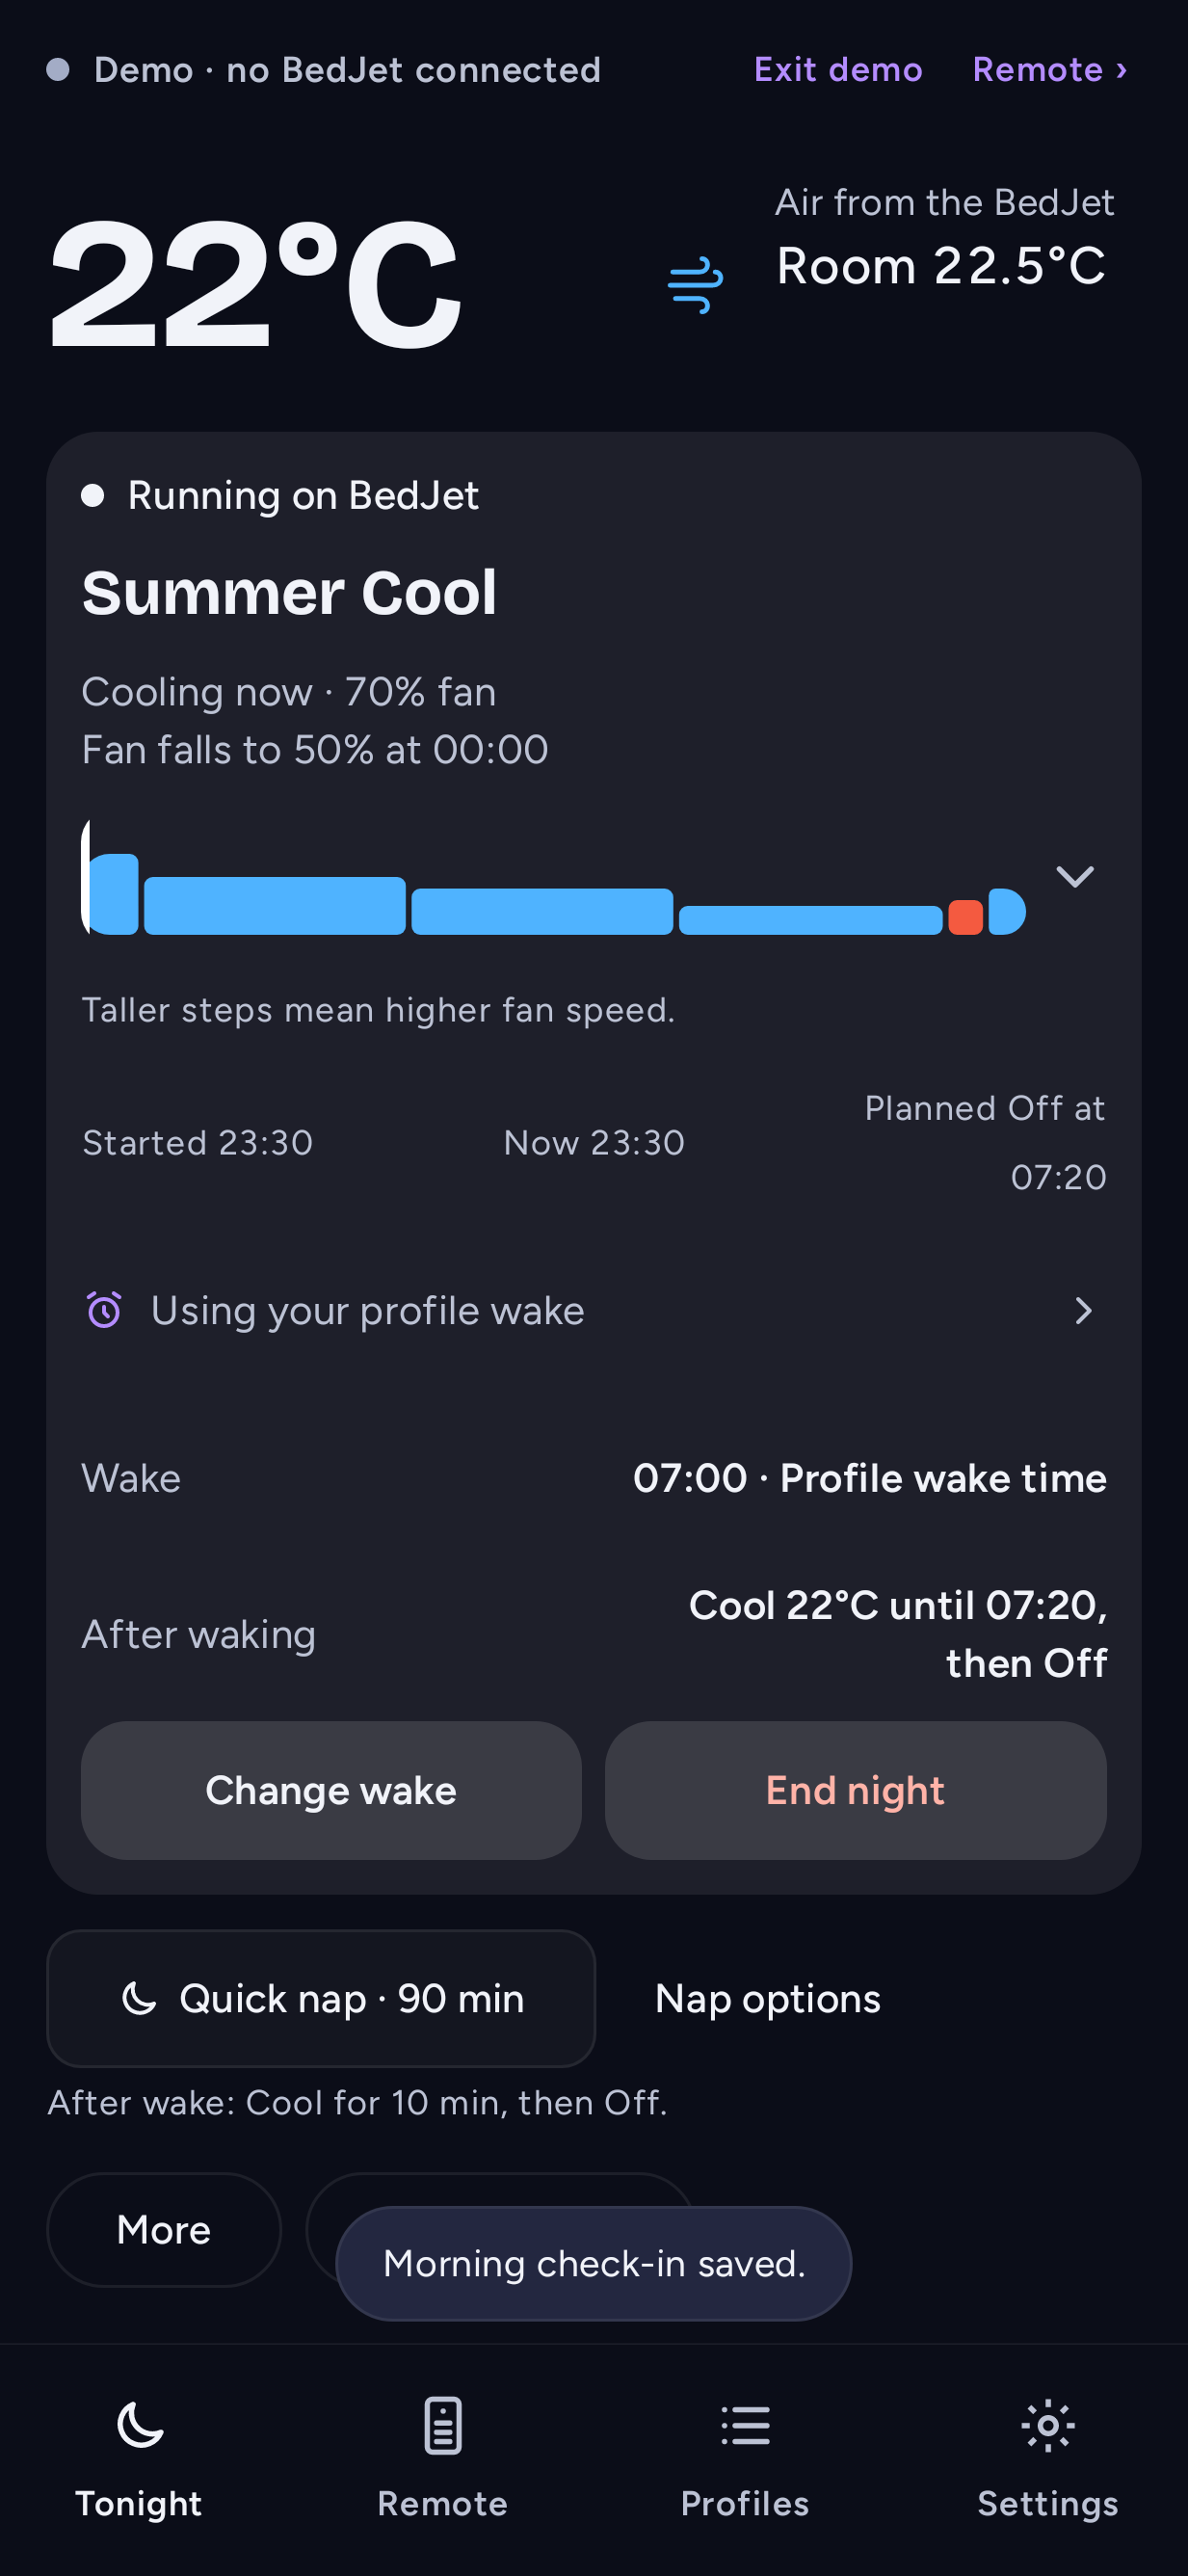 Demo · no BedJet connected
Exit demo
Remote ›
22°C
Air from the BedJet
Room 22.5°C
Running on BedJet
Summer Cool
Cooling now · 70% fan
Fan falls to 50% at 00:00
Taller steps mean higher fan speed.
Started 23:30
Now 23:30
Planned Off at
07:20
Using your profile wake
Wake
07:00 · Profile wake time
After waking
Cool 22°C until 07:20,
then Off
Change wake
End night
Quick nap · 90 min
Nap options
After wake: Cool for 10 min, then Off.
More
Morning check-in saved.
Tonight
Remote
Profiles
Settings